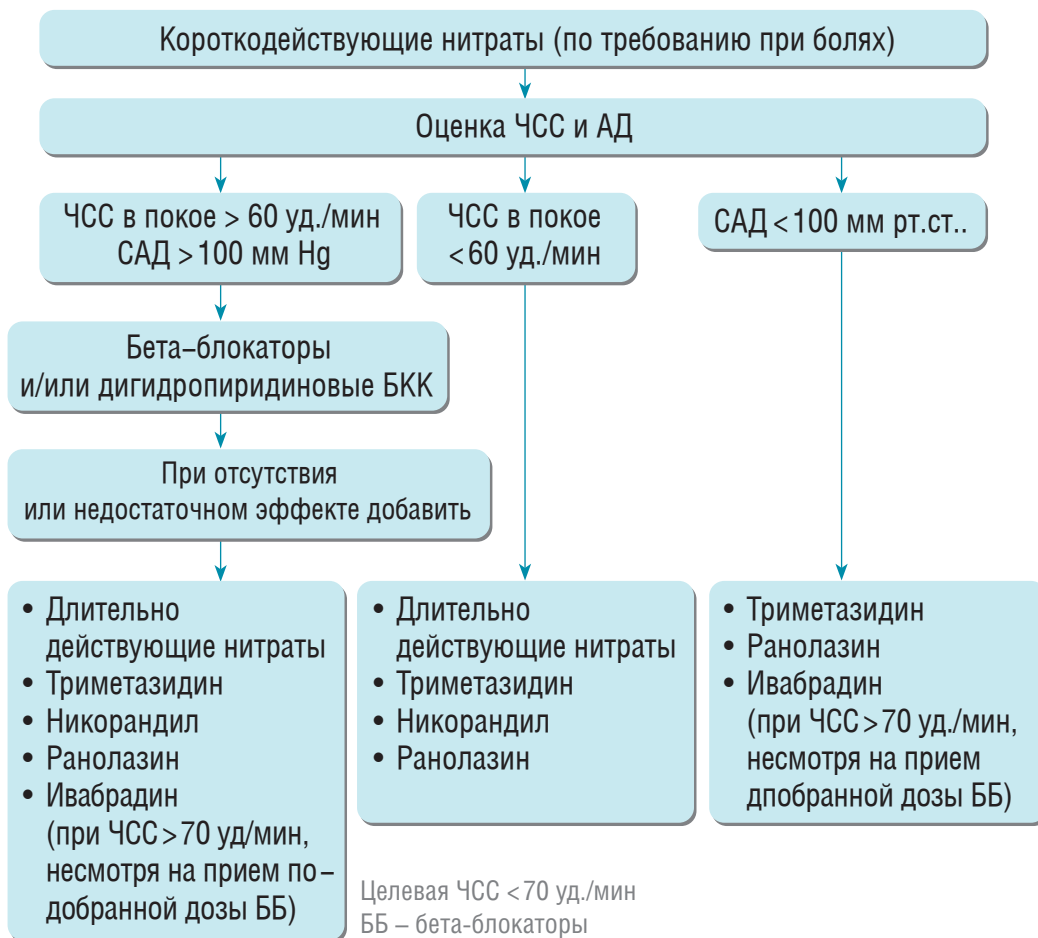 Короткодействующие нитраты (по требованию при болях)
Оценка ЧСС и АД
ЧСС в покое > 60 уд./мин
САД > 100 мм Hg
ЧСС в покое
< 60 уд./мин
САД < 100 мм рт.ст..
Бета–блокаторы
и/или дигидропиридиновые БКК
При отсутствия
или недостаточном эффекте добавить
• Длительно
действующие нитраты
• Триметазидин
• Никорандил
• Ранолазин
• Ивабрадин
(при ЧСС > 70 уд/мин,
несмотря на прием по–
добранной дозы ББ)
• Длительно
действующие нитраты
• Триметазидин
• Никорандил
• Ранолазин
• Триметазидин
• Ранолазин
• Ивабрадин
(при ЧСС > 70 уд./мин,
несмотря на прием
дпобранной дозы ББ)
Целевая ЧСС < 70 уд./мин
ББ – бета-блокаторы